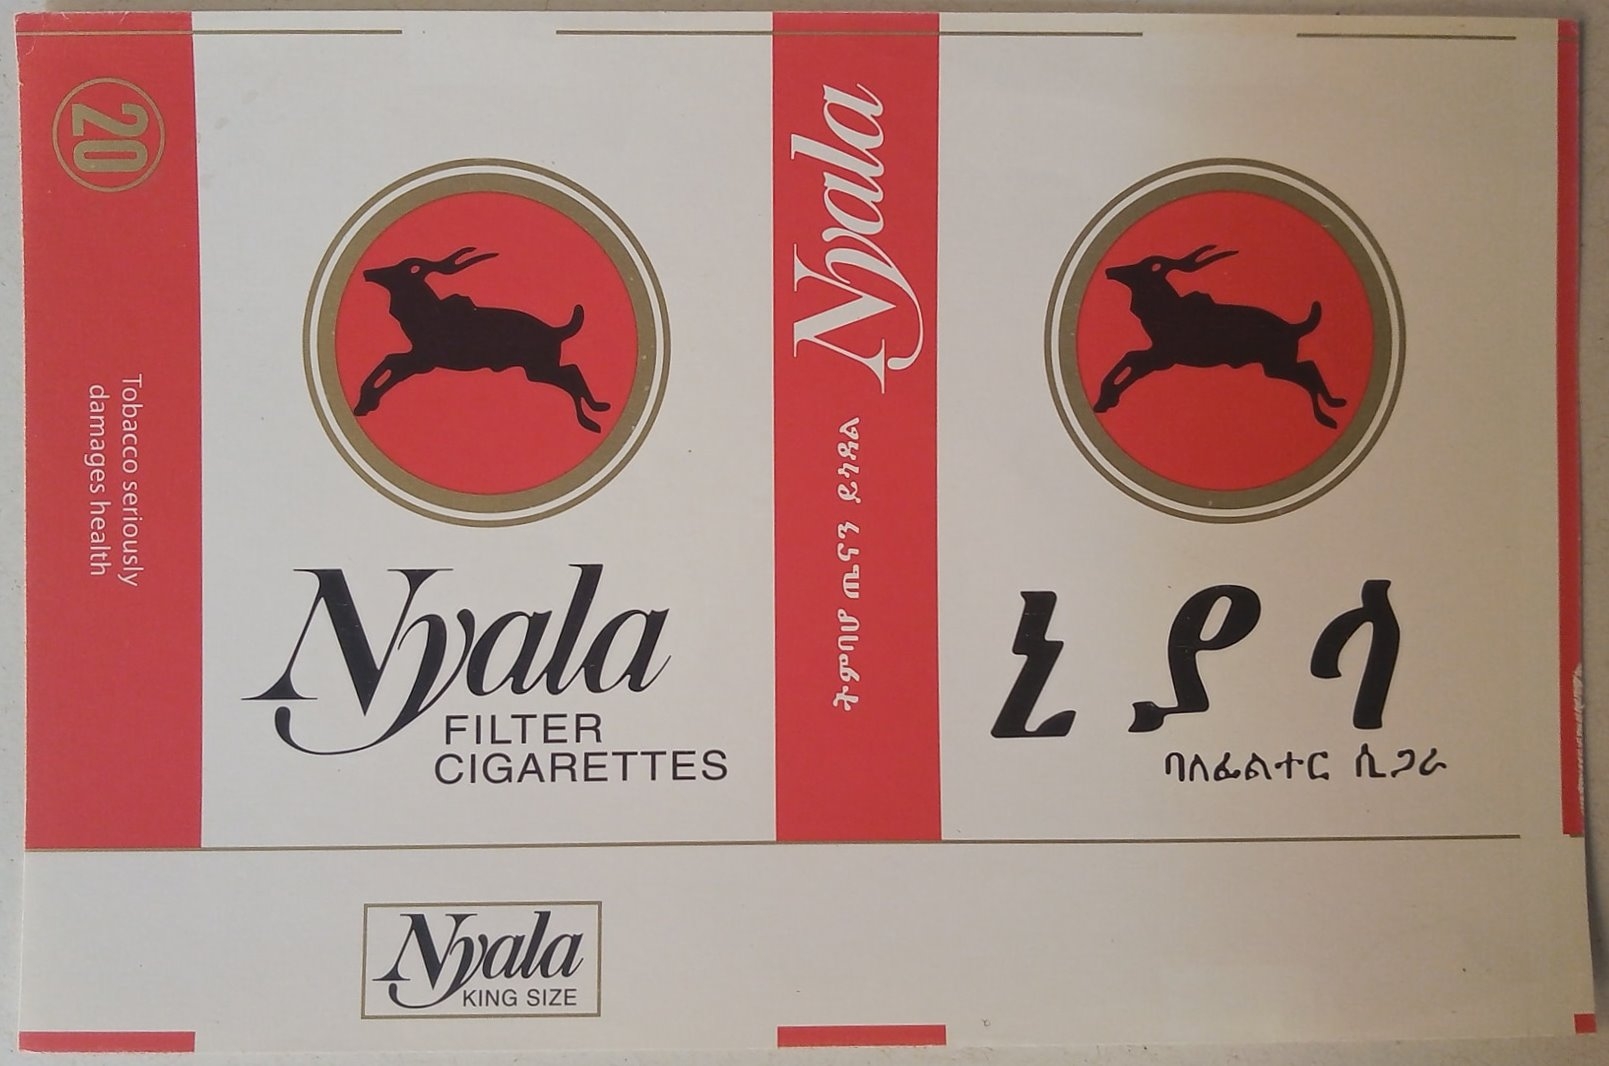 20
Tobacco seriously
damages health
Nyala
FILTER
CIGARETTES
Nyala
ትምባሆ ጤናን ይጎዳል
ኒያላ
ባለፊልተር ሲጋራ
Nyala
KING SIZE